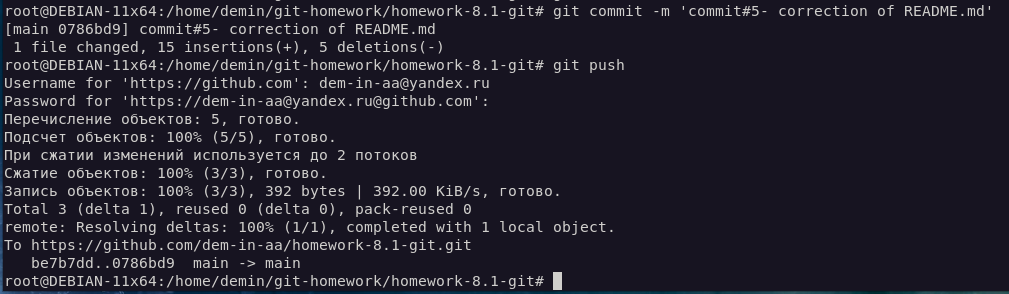 root@DEBIAN-11x64:/home/demin/git-homework/homework-8.1-git# git commit -m 'commit#5- correction of README.md'
[main 0786bd9] commit#5- correction of README.md
 1 file changed, 15 insertions(+), 5 deletions(-)
root@DEBIAN-11x64:/home/demin/git-homework/homework-8.1-git# git push
Username for 'https://github.com': dem-in-aa@yandex.ru
Password for 'https://dem-in-aa@yandex.ru@github.com':
Перечисление объектов: 5, готово.
Подсчет объектов: 100% (5/5), готово.
При сжатии изменений используется до 2 потоков
Сжатие объектов: 100% (3/3), готово.
Запись объектов: 100% (3/3), 392 bytes | 392.00 KiB/s, готово.
Total 3 (delta 1), reused 0 (delta 0), pack-reused 0
remote: Resolving deltas: 100% (1/1), completed with 1 local object.
To https://github.com/dem-in-aa/homework-8.1-git.git
   be7b7dd..0786bd9  main -> main
root@DEBIAN-11x64:/home/demin/git-homework/homework-8.1-git#